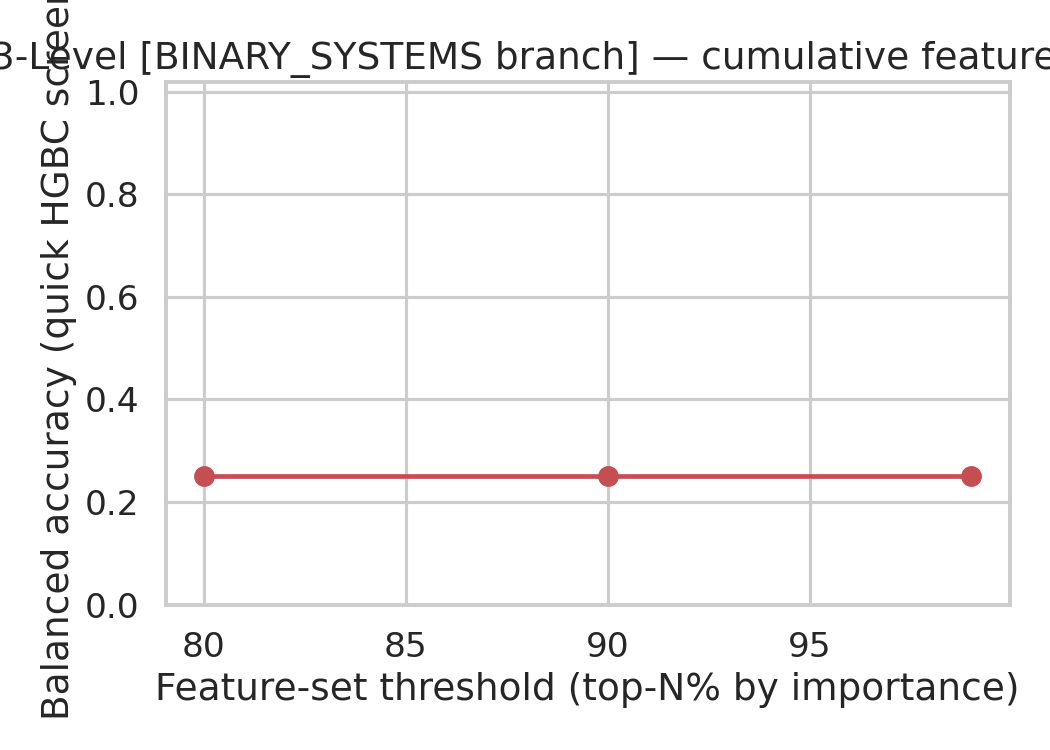 3-Level [BINARY_SYSTEMS branch] — cumulative feature
Balanced accuracy (quick HGBC screen
1.0
0.8
0.6
0.4
0.2
0.0
80 85 90 95
Feature-set threshold (top-N% by importance)